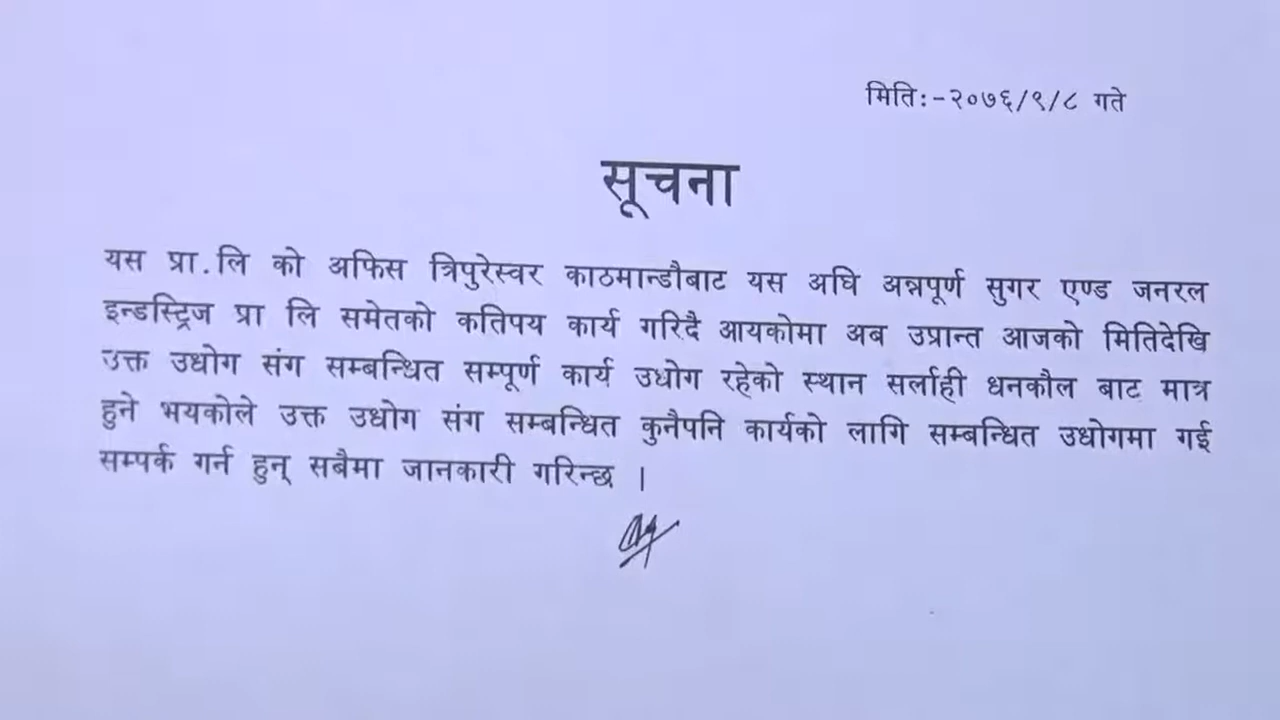 मिति:-२०७६/९/८ गते
सूचना
यस प्रा.लि को अफिस त्रिपुरेस्वर काठमान्डौबाट यस अघि अन्नपूर्ण सुगर एण्ड जनरल
इन्डस्ट्रिज प्रा लि समेतको कतिपय कार्य गरिदै आयकोमा अब उप्रान्त आजको मितिदेखि
उक्त उधोग संग सम्बन्धित सम्पूर्ण कार्य उधोग रहेको स्थान सर्लाही धनकौल बाट मात्र
हुने भयकोले उक्त उधोग संग सम्बन्धित कुनैपनि कार्यको लागि सम्बन्धित उधोगमा गई
सम्पर्क गर्न हुन् सबैमा जानकारी गरिन्छ ।